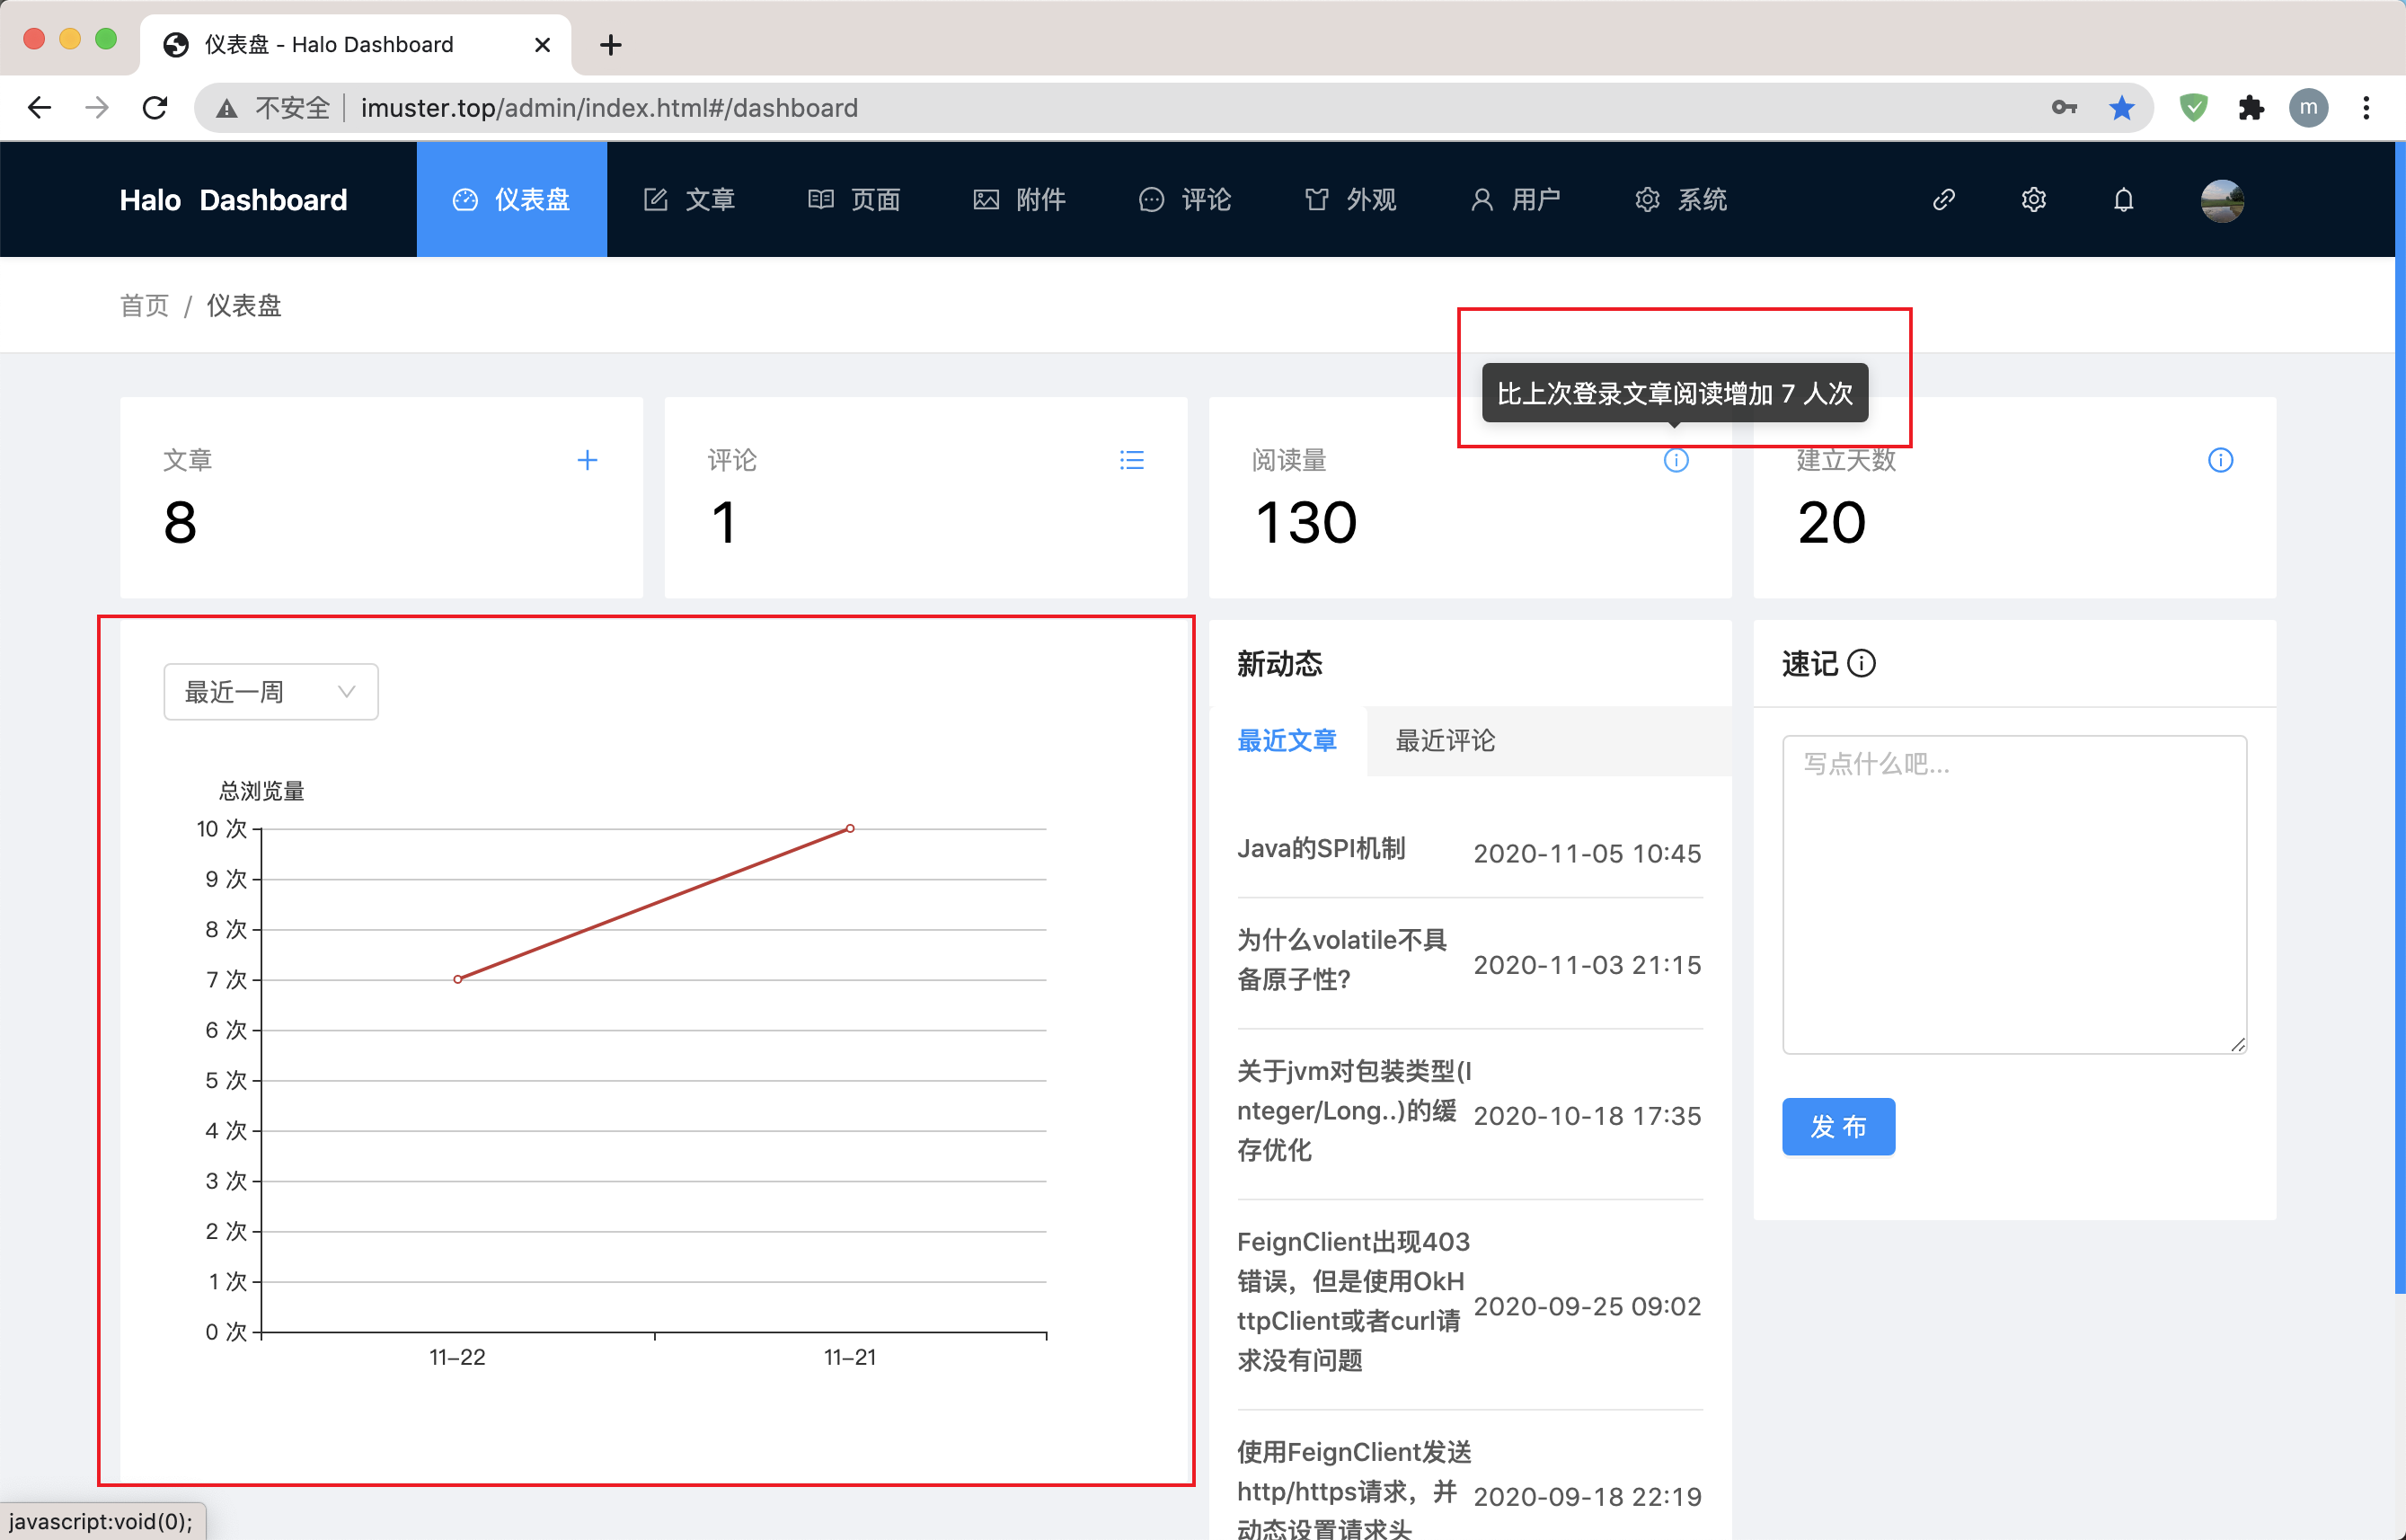 仪表盘 - Halo Dashboard
不安全
imuster.top/admin/index.html#/dashboard
m
Halo Dashboard
仪表盘
文章
页面
附件
评论
外观
用户
系统
首页 / 仪表盘
比上次登录文章阅读增加 7 人次
文章
8
评论
1
阅读量
130
建立天数
20
最近一周
总浏览量
10 次
9 次
8 次
7 次
6 次
5 次
4 次
3 次
2 次
1 次
0 次
11-22
11-21
新动态
最近文章
最近评论
Java的SPI机制
2020-11-05 10:45
为什么volatile不具
备原子性?
2020-11-03 21:15
关于jvm对包装类型(I
nteger/Long..)的缓
存优化
2020-10-18 17:35
FeignClient出现403
错误，但是使用OkH
ttpClient或者curl请
求没有问题
2020-09-25 09:02
使用FeignClient发送
http/https请求，并
动态设置请求头
2020-09-18 22:19
速记
写点什么吧...
发 布
javascript:void(0);